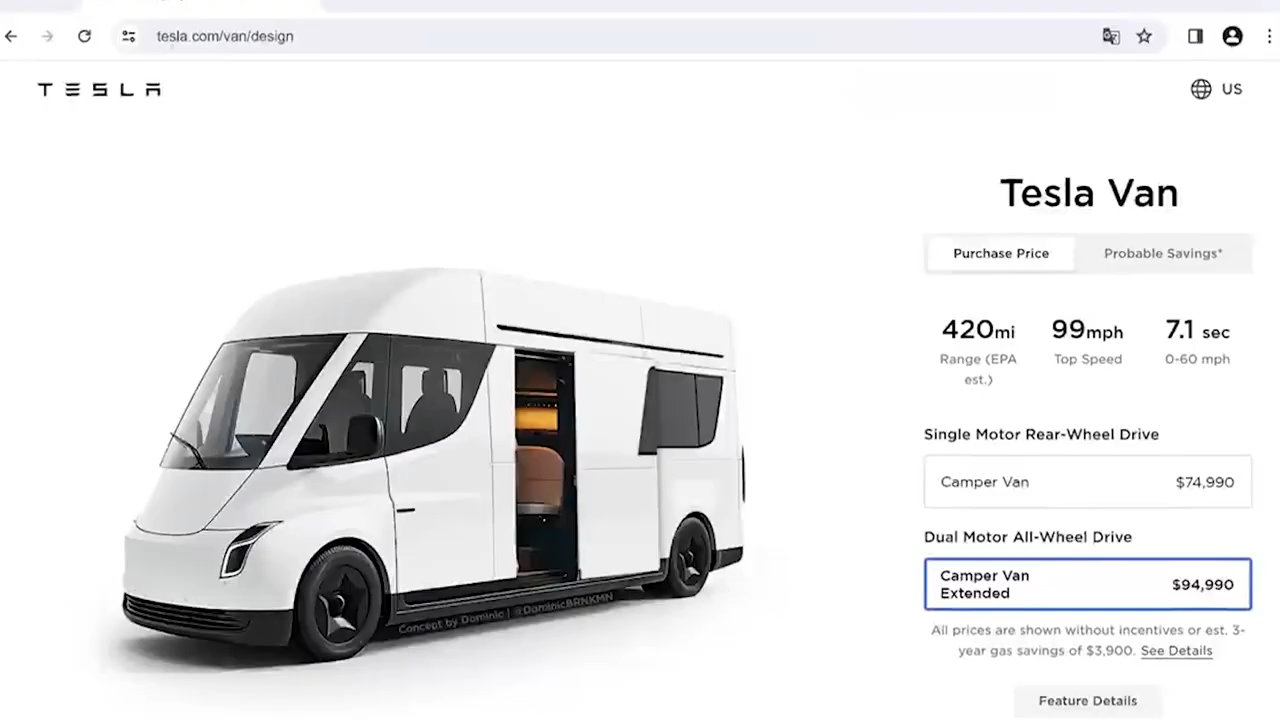 tesla.com/van/design
TESLA
US
Tesla Van
Purchase Price
Probable Savings*
420mi
99mph
7.1 sec
Range (EPA
est.)
Top Speed
0-60 mph
Single Motor Rear-Wheel Drive
Camper Van
$74,990
Dual Motor All-Wheel Drive
Camper Van
Extended
$94,990
All prices are shown without incentives or est. 3-
year gas savings of $3,900. See Details
Feature Details
Concept by Dominic | @DominicBRNKMN